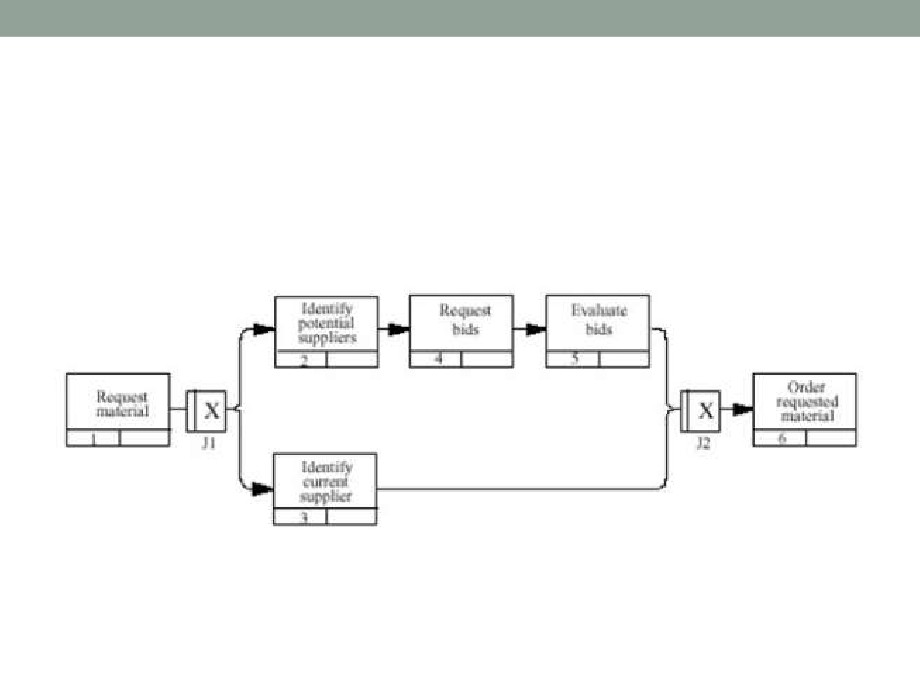 Identify
potential
suppliers
2
Request
bids
4
Evaluate
bids
5
Request
material
1
X
J1
X
J2
Order
requested
material
6
Identify
current
supplier
3